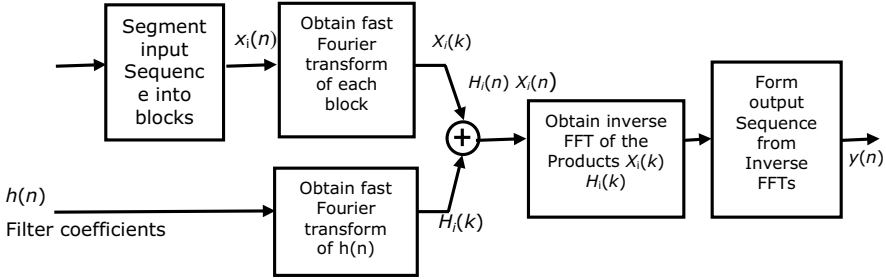 Segment
input
Sequenc
e into
blocks
xᵢ(n)
Obtain fast
Fourier
transform
of each
block
Xᵢ(k)
Hᵢ(n) Xᵢ(n)
+
Obtain inverse
FFT of the
Products Xᵢ(k)
Hᵢ(k)
Form
output
Sequence
from
Inverse
FFTs
y(n)
h(n)
Filter coefficients
Obtain fast
Fourier
transform
of h(n)
Hᵢ(k)